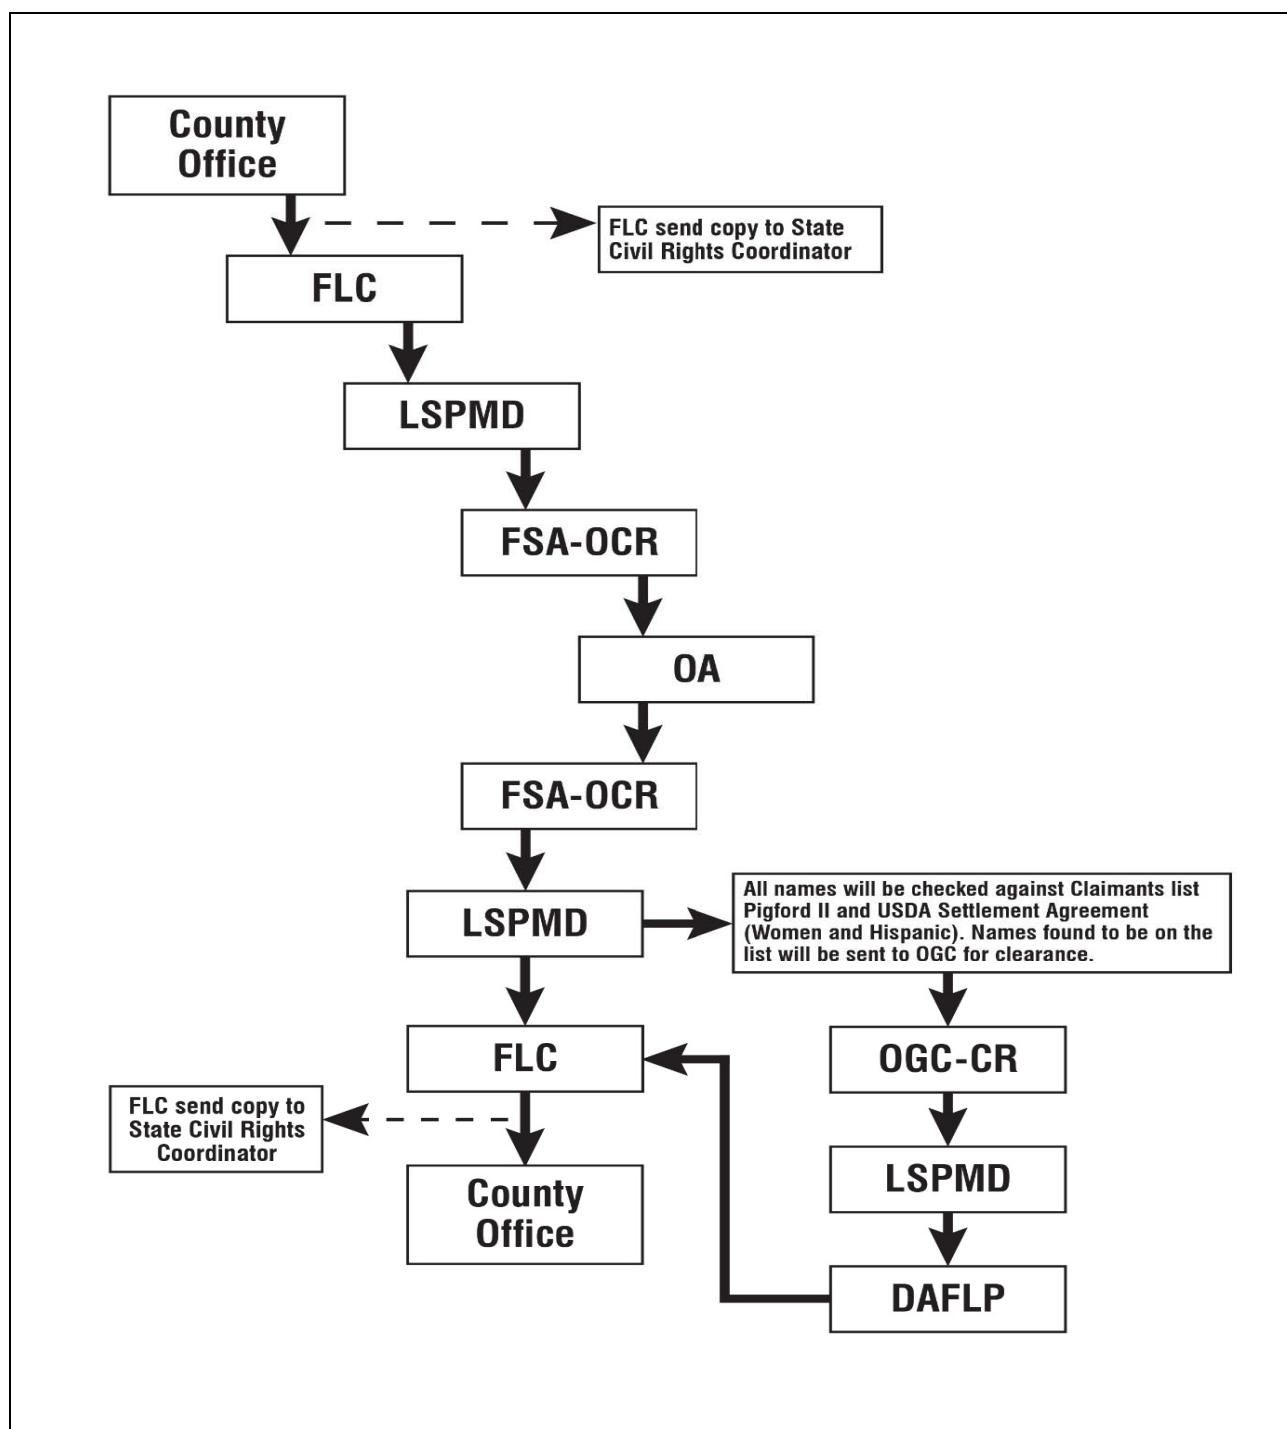 County
Office
FLC send copy to State
Civil Rights Coordinator
FLC
LSPMD
FSA-OCR
OA
FSA-OCR
LSPMD
All names will be checked against Claimants list
Pigford II and USDA Settlement Agreement
(Women and Hispanic). Names found to be on the
list will be sent to OGC for clearance.
FLC
OGC-CR
FLC send copy to
State Civil Rights
Coordinator
County
Office
LSPMD
DAFLP